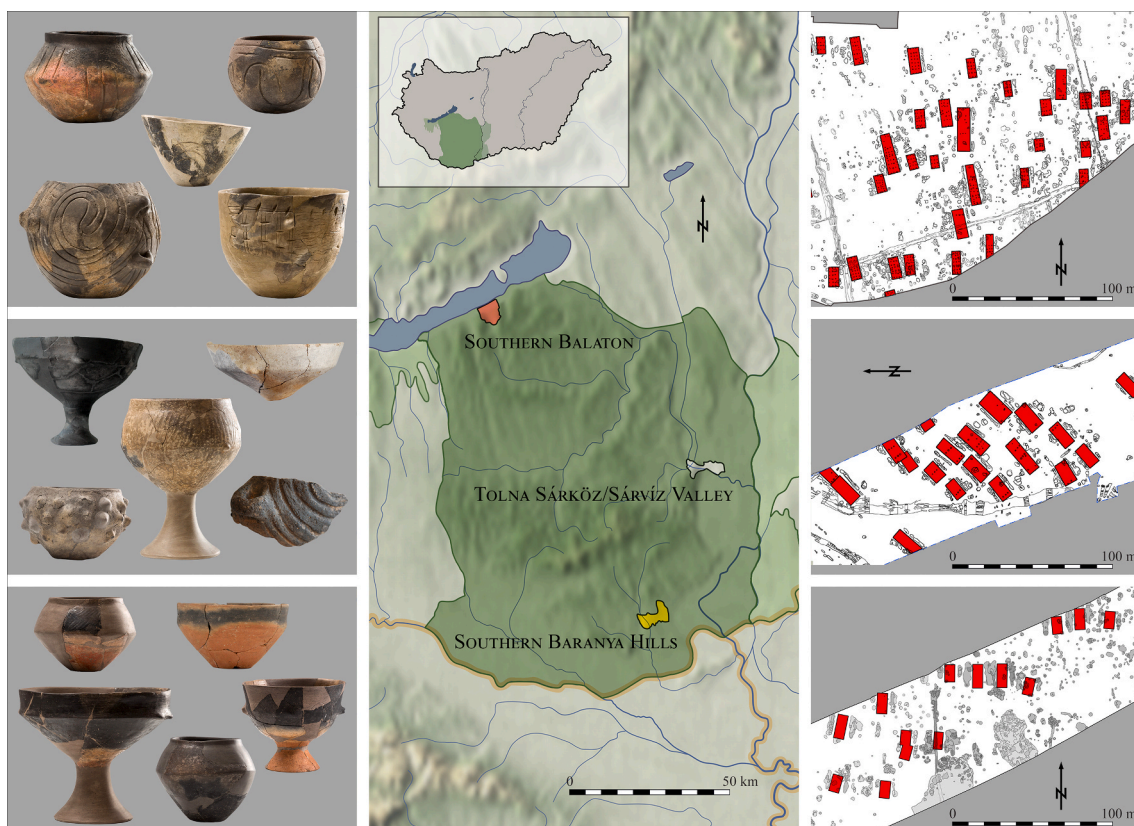 N
SOUTHERN BALATON
TOLNA SÁRKÖZ/SÁRVÍZ VALLEY
SOUTHERN BARANYA HILLS
0 50 km
N
0 100 m
N
0 100 m
N
0 100 m